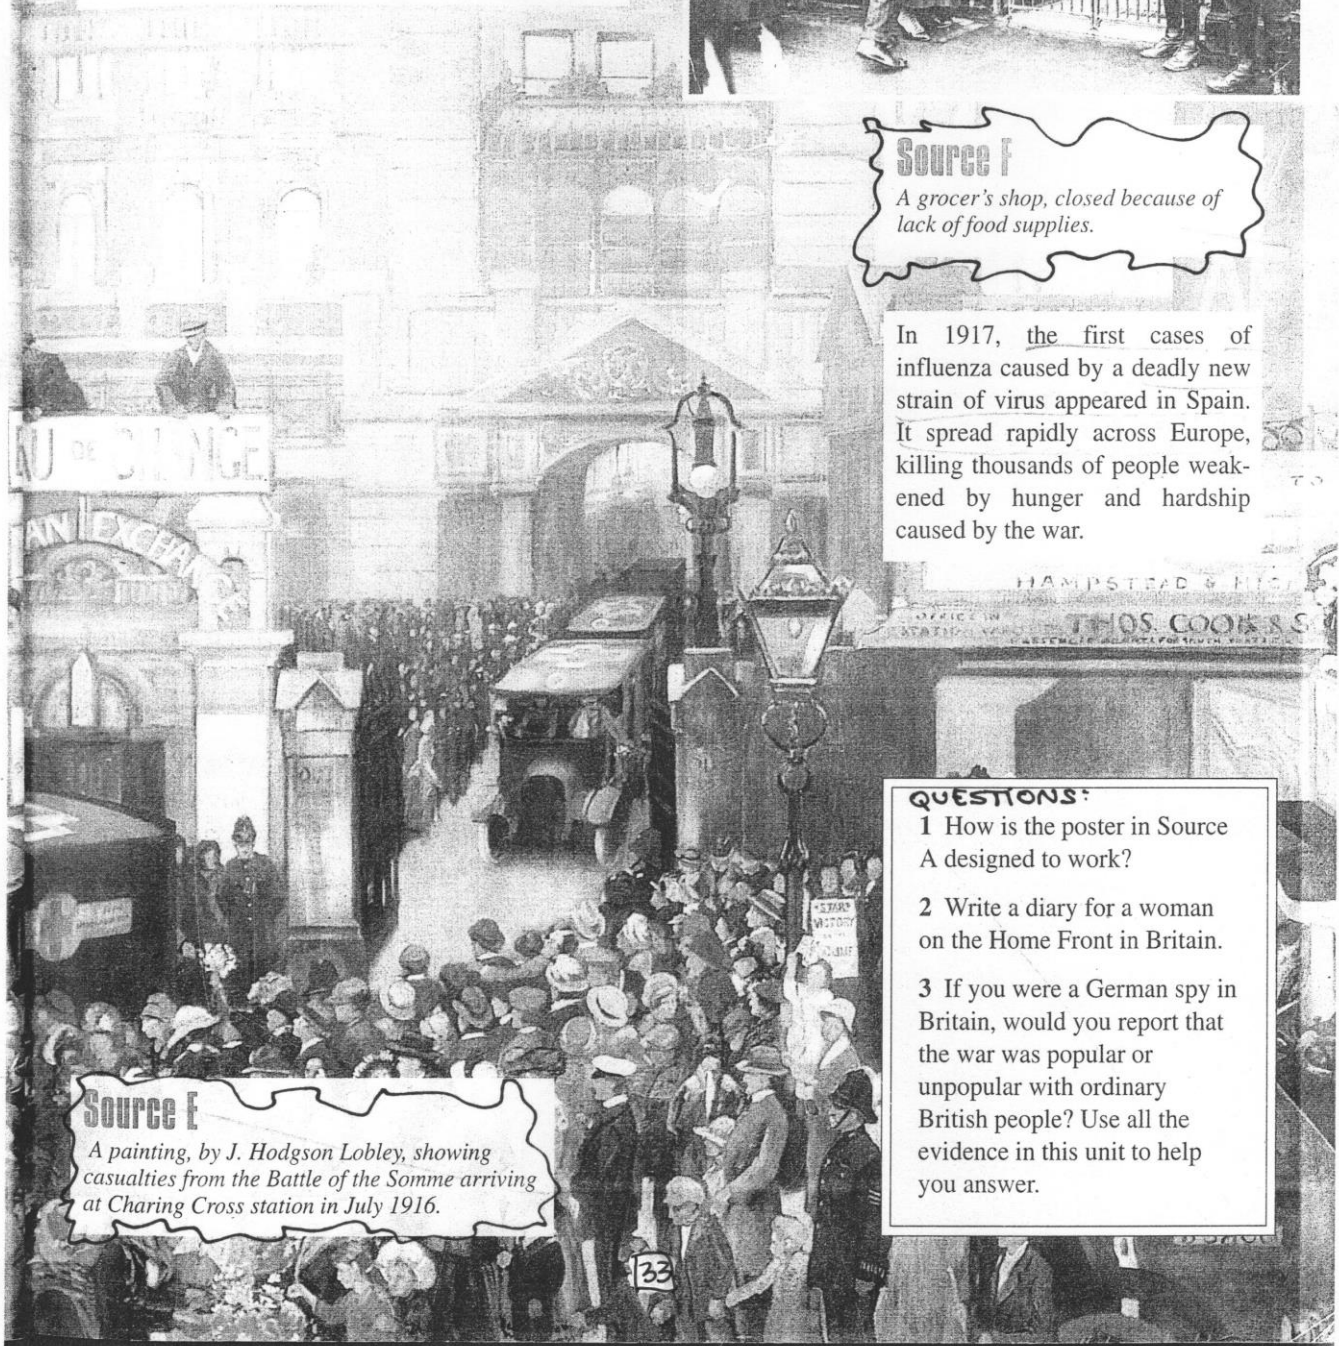 Source F
A grocer's shop, closed because of
lack of food supplies.
In 1917, the first cases of
influenza caused by a deadly new
strain of virus appeared in Spain.
It spread rapidly across Europe,
killing thousands of people weak-
ened by hunger and hardship
caused by the war.
DE
EXCHANGE
HAMPSTEAD &
THOS. COOK & S
OUT
VICTORY
QUESTIONS:
1 How is the poster in Source
A designed to work?
2 Write a diary for a woman
on the Home Front in Britain.
3 If you were a German spy in
Britain, would you report that
the war was popular or
unpopular with ordinary
British people? Use all the
evidence in this unit to help
you answer.
Source E
A painting, by J. Hodgson Lobley, showing
casualties from the Battle of the Somme arriving
at Charing Cross station in July 1916.
33